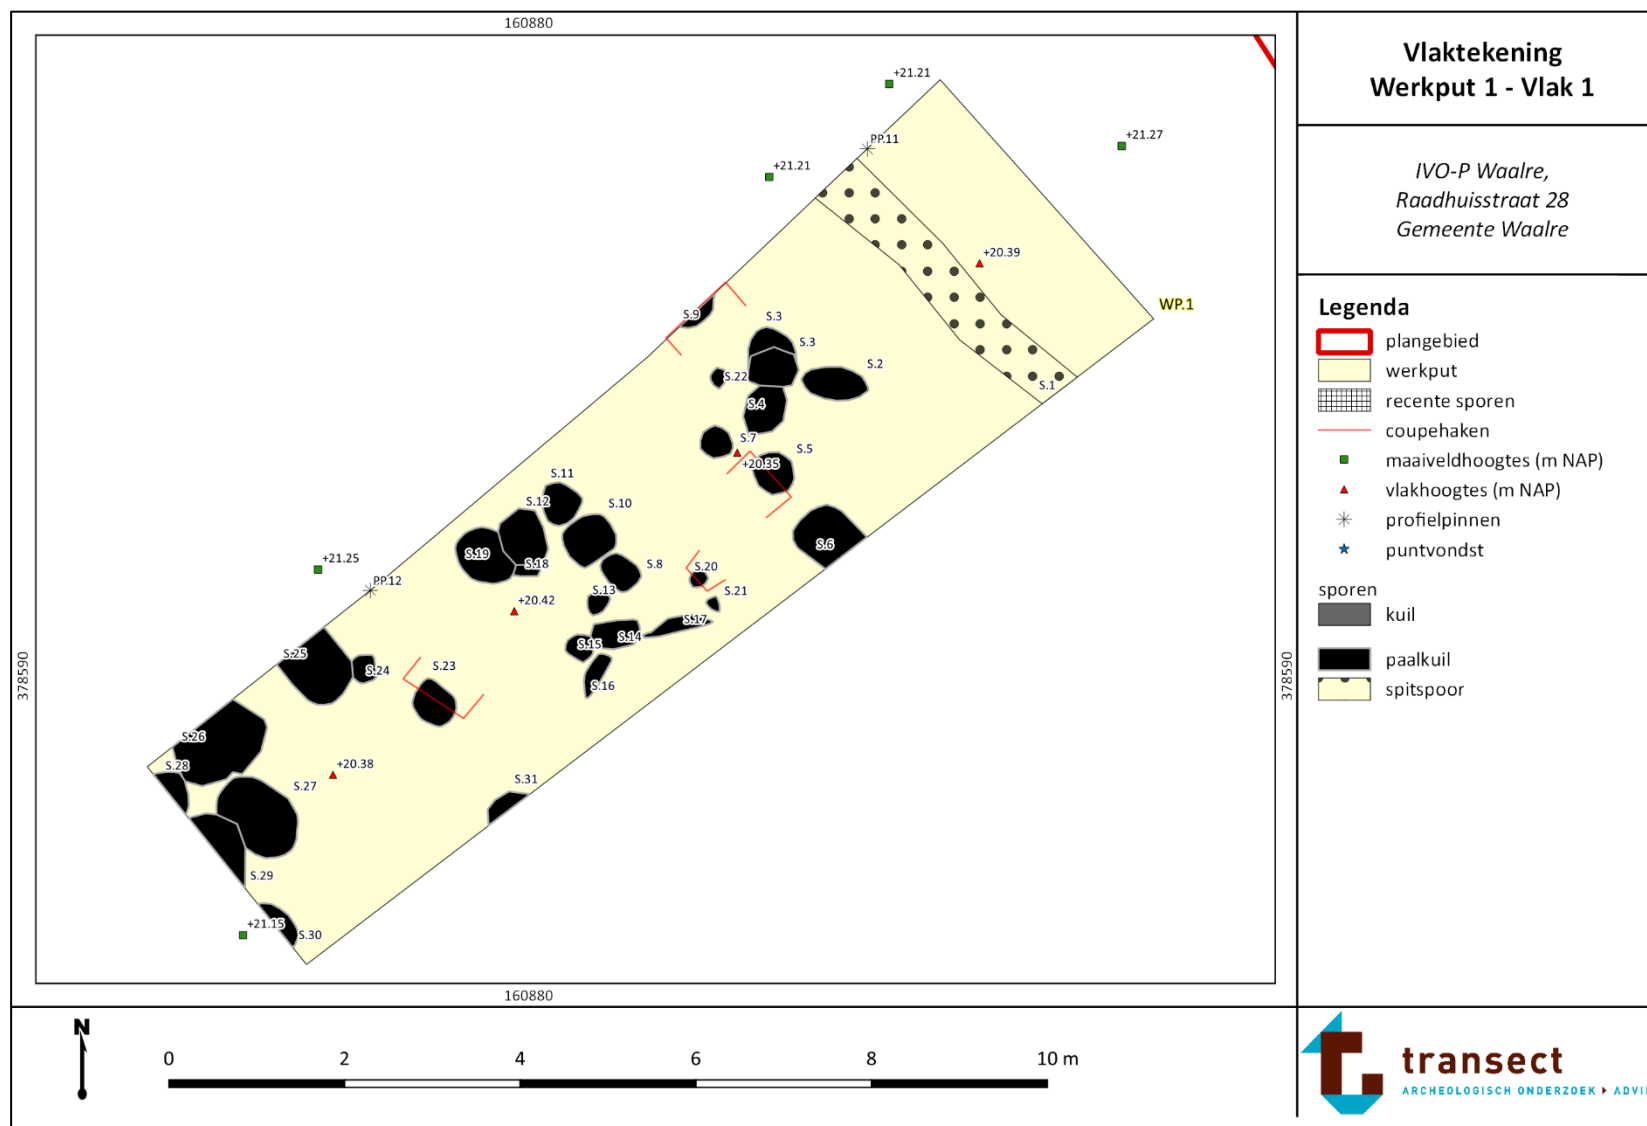 160880
Vlaktekening
Werkput 1 - Vlak 1
IVO-P Waalre,
Raadhuisstraat 28
Gemeente Waalre
Legenda
plangebied
werkput
recente sporen
coupehaken
maaiveldhoogtes (m NAP)
vlakhoogtes (m NAP)
profielpinnen
puntvondst
sporen
kuil
paalkuil
spitspoor
+21.21
PP.11
+21.27
+21.21
+20.39
WP.1
S.9
S.3
S.3
S.2
S.22
S.1
S.4
S.7
S.5
+20.35
S.11
S.12
S.10
S.6
S.19
S.18
S.8
S.20
+21.25
PP.12
S.13
S.21
+20.42
S.17
S.14
S.15
S.25
S.24
S.23
S.16
378590
378590
S.26
S.28
+20.38
S.27
S.31
S.29
+21.15
S.30
160880
N
0 2 4 6 8 10 m
transect
ARCHEOLOGISCH ONDERZOEK ADVI